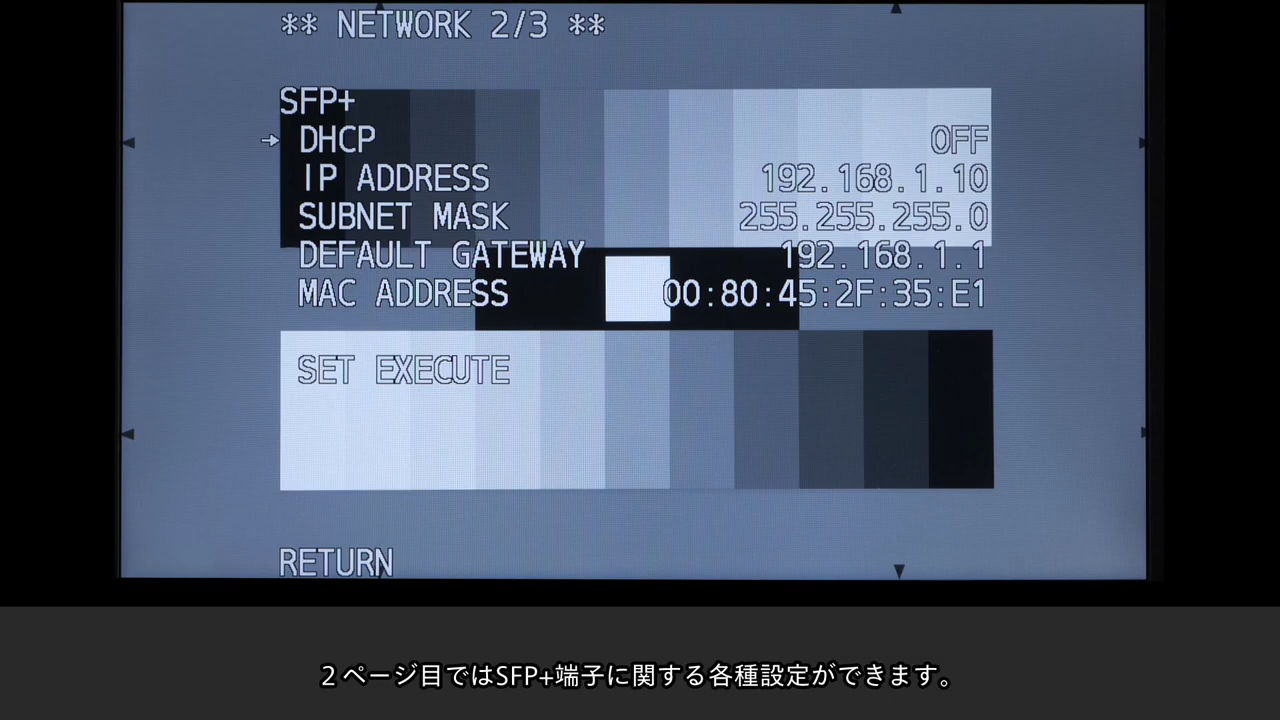 ** NETWORK 2/3 **
SFP+
DHCP OFF
IP ADDRESS 192.168.1.10
SUBNET MASK 255.255.255.0
DEFAULT GATEWAY 192.168.1.1
MAC ADDRESS 00:80:45:2F:35:E1
SET EXECUTE
RETURN
2ページ目ではSFP+端子に関する各種設定ができます。